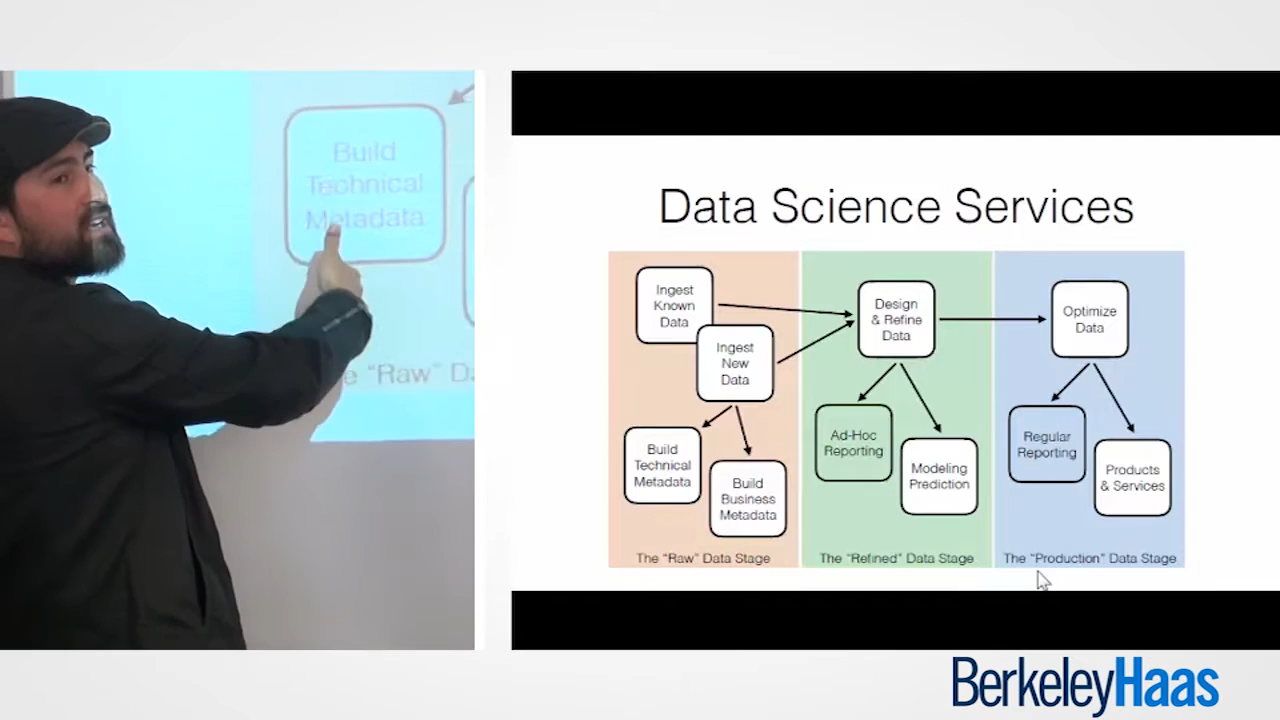 Build
Technical
Metadata
"Raw"
Data Science Services
Ingest
Known
Data
Ingest
New
Data
Build
Technical
Metadata
Build
Business
Metadata
The "Raw" Data Stage
Design
& Refine
Data
Ad-Hoc
Reporting
Modeling
Prediction
The "Refined" Data Stage
Optimize
Data
Regular
Reporting
Products
& Services
The "Production" Data Stage
BerkeleyHaas